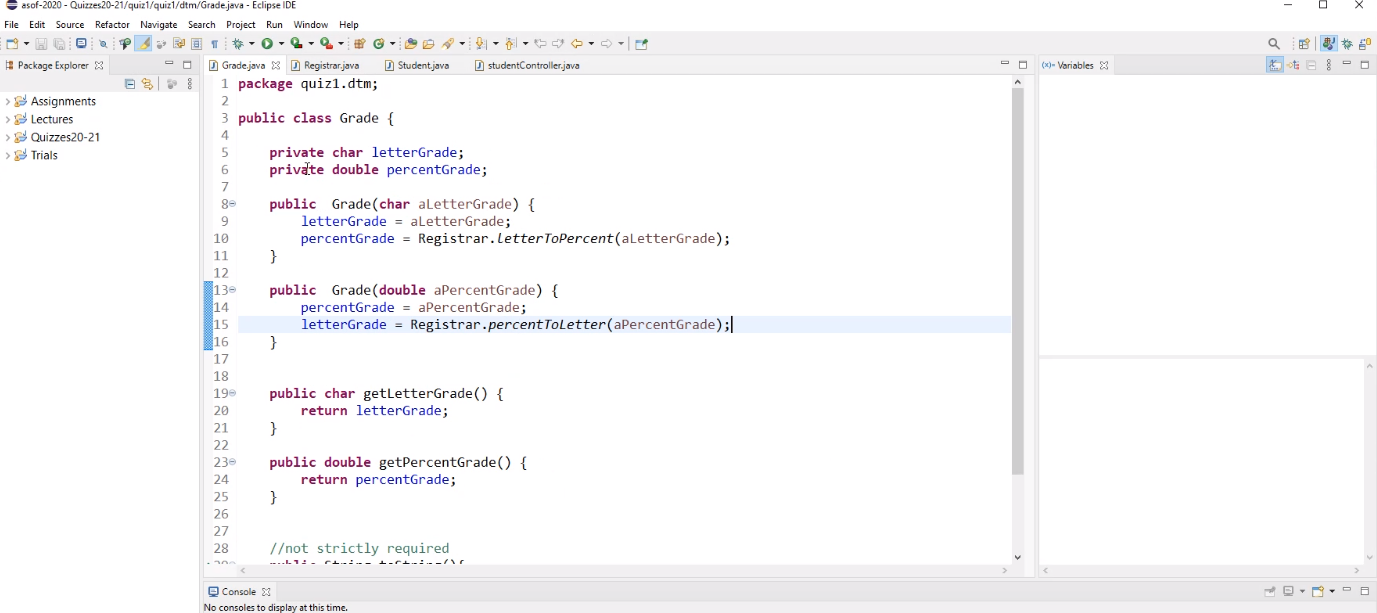 asof-2020 - Quizzes20-21/quiz1/quiz1/dtm/Grade.java - Eclipse IDE
File Edit Source Refactor Navigate Search Project Run Window Help
Package Explorer
Assignments
Lectures
Quizzes20-21
Trials
Grade.java Registrar.java Student.java studentController.java
1 package quiz1.dtm;
2
3 public class Grade {
4
5 private char letterGrade;
6 private double percentGrade;
7
8 public Grade(char aLetterGrade) {
9 letterGrade = aLetterGrade;
10 percentGrade = Registrar.letterToPercent(aLetterGrade);
11 }
12
13 public Grade(double aPercentGrade) {
14 percentGrade = aPercentGrade;
15 letterGrade = Registrar.percentToLetter(aPercentGrade);
16 }
17
18
19 public char getLetterGrade() {
20 return letterGrade;
21 }
22
23 public double getPercentGrade() {
24 return percentGrade;
25 }
26
27
28 //not strictly required
(x)= Variables
Console
No consoles to display at this time.